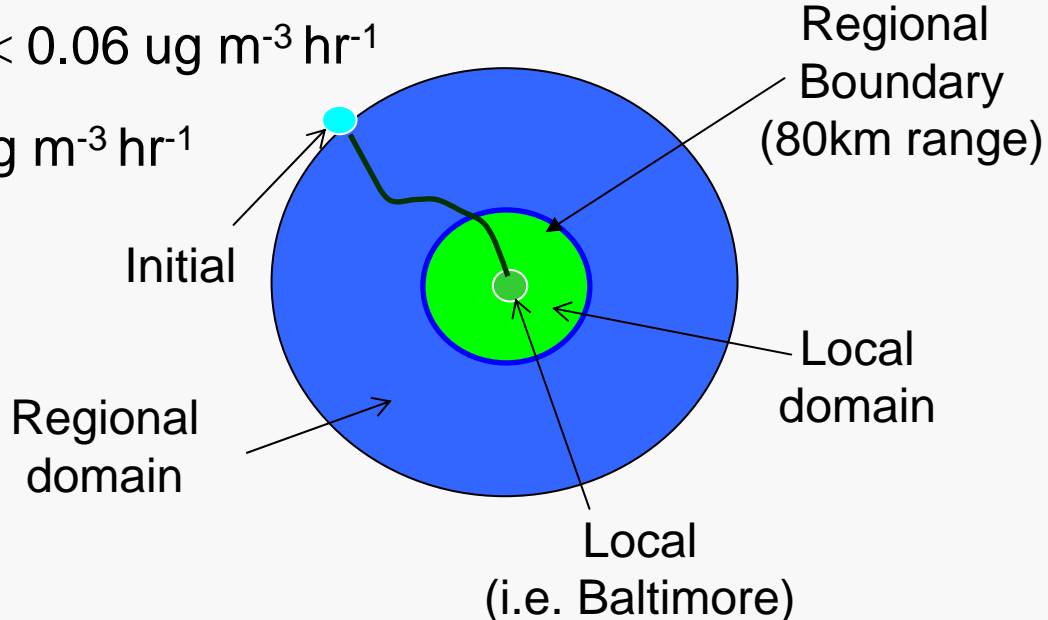 < 0.06 ug m-3 hr-1
g m-3 hr-1
Regional
Boundary
(80km range)
Initial
Local
domain
Regional
domain
Local
(i.e. Baltimore)